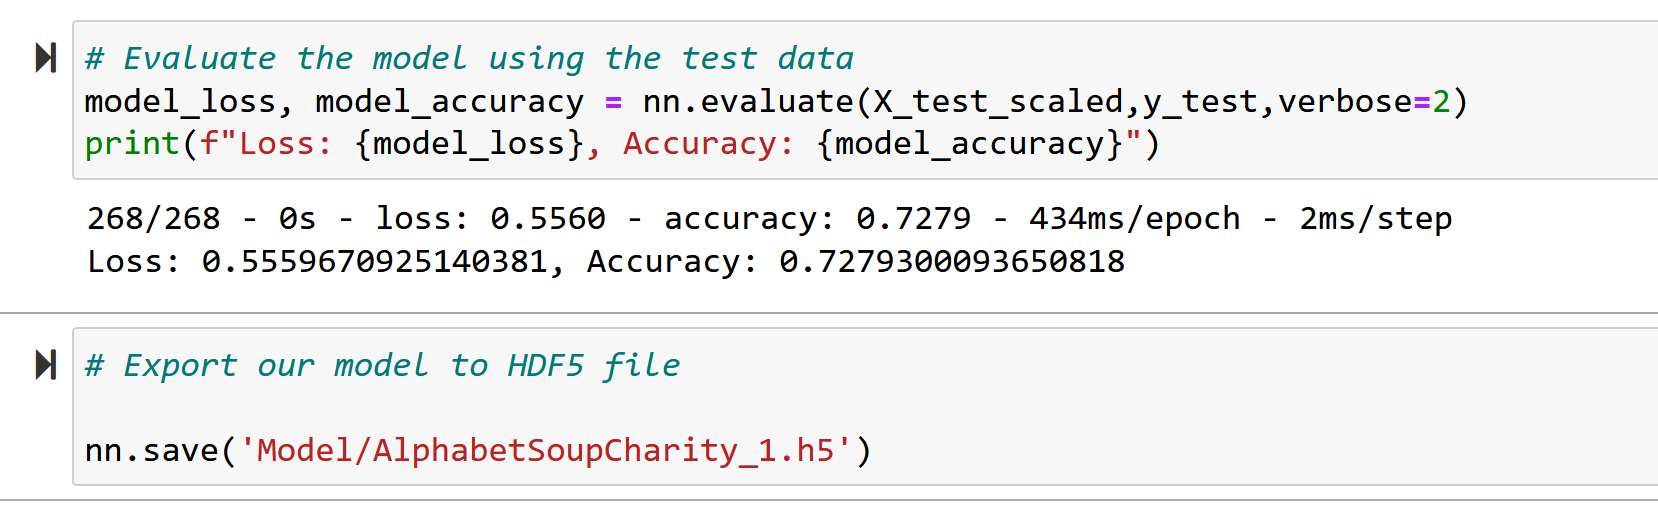 # Evaluate the model using the test data
model_loss, model_accuracy = nn.evaluate(X_test_scaled,y_test,verbose=2)
print(f"Loss: {model_loss}, Accuracy: {model_accuracy}")
268/268 - 0s - loss: 0.5560 - accuracy: 0.7279 - 434ms/epoch - 2ms/step
Loss: 0.5559670925140381, Accuracy: 0.7279300093650818
# Export our model to HDF5 file
nn.save('Model/AlphabetSoupCharity_1.h5')